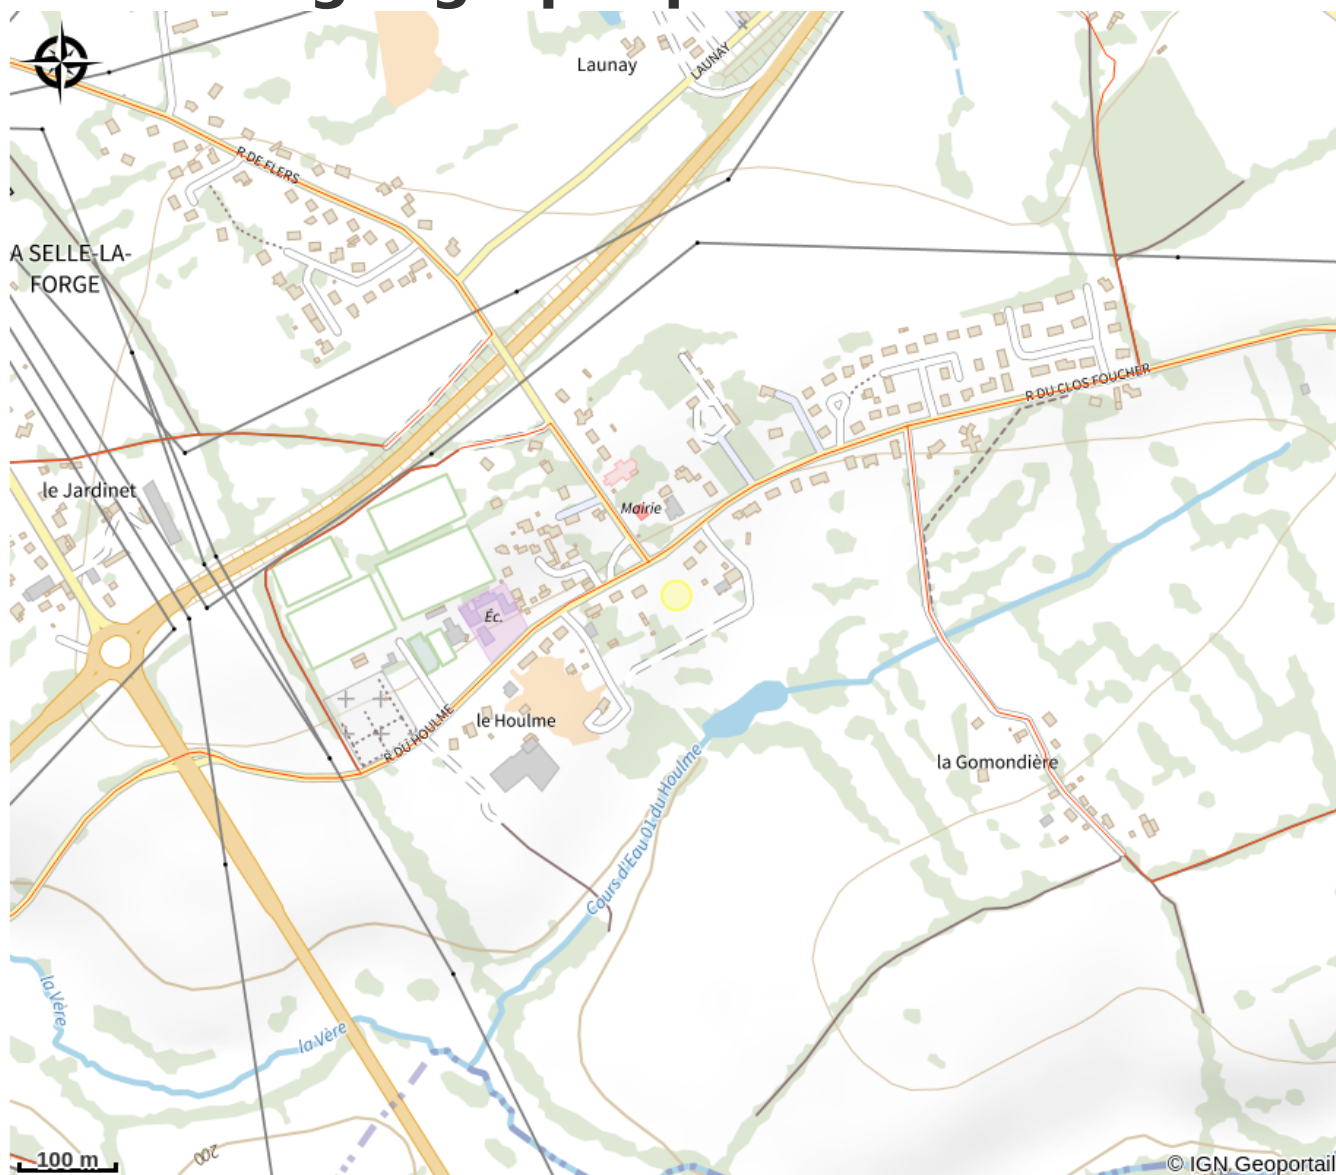 Launay
LAUNAY
R DE FLERS
A SELLE-LA-
FORGE
R DU CLOS FOUCHER
le Jardinet
Mairie
Éc.
le Houlme
R DU HOULME
la Gomondière
Cours d'Eau 01 du Houlme
la Vère
la Vère
200
100 m
© IGN Geoportail